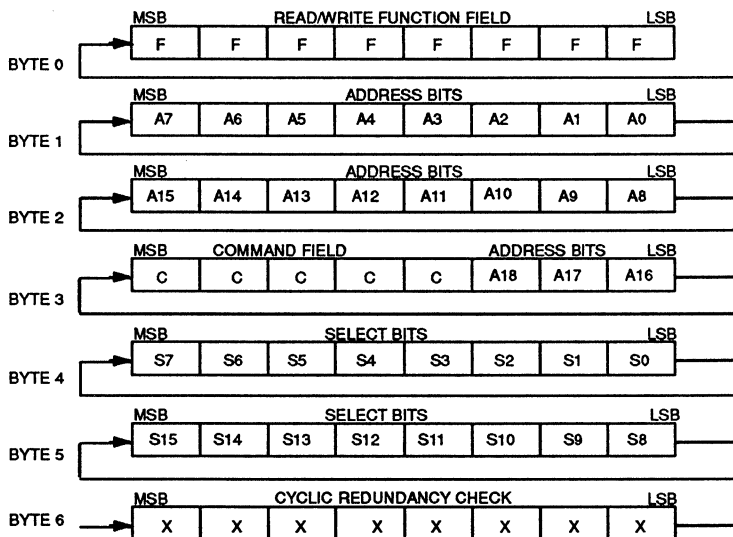 MSB READ/WRITE FUNCTION FIELD LSB
BYTE 0
F F F F F F F F
MSB ADDRESS BITS LSB
BYTE 1
A7 A6 A5 A4 A3 A2 A1 A0
MSB ADDRESS BITS LSB
BYTE 2
A15 A14 A13 A12 A11 A10 A9 A8
MSB COMMAND FIELD ADDRESS BITS LSB
BYTE 3
C C C C C A18 A17 A16
MSB SELECT BITS LSB
BYTE 4
S7 S6 S5 S4 S3 S2 S1 S0
MSB SELECT BITS LSB
BYTE 5
S15 S14 S13 S12 S11 S10 S9 S8
MSB CYCLIC REDUNDANCY CHECK LSB
BYTE 6
X X X X X X X X